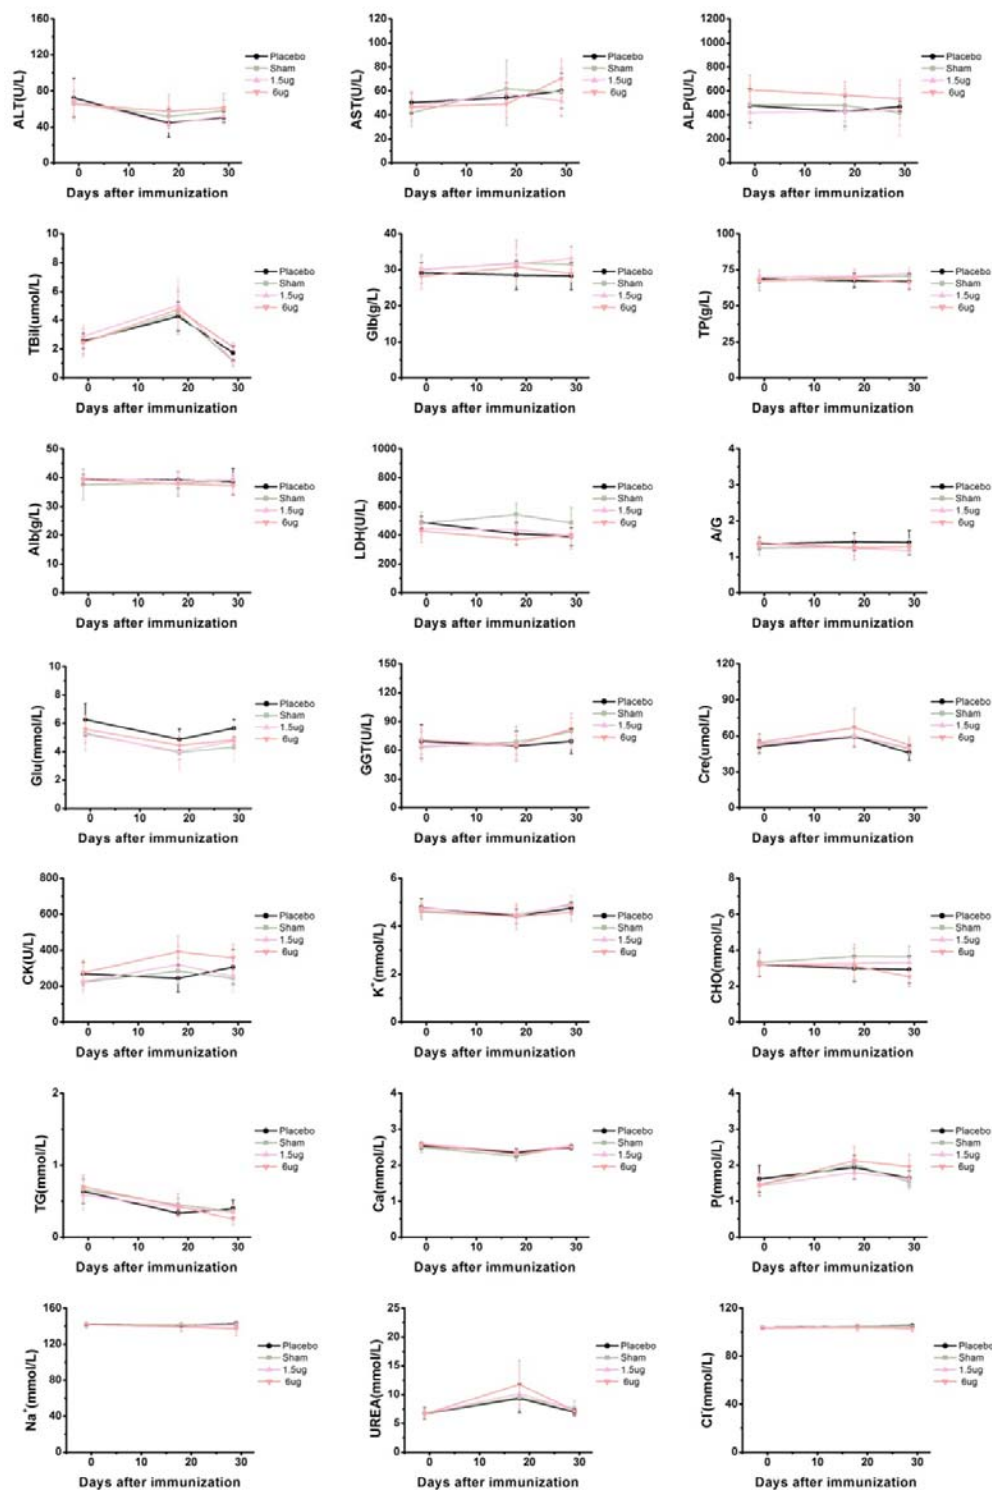 ALT(U/L)
160
120
80
40
0
0 10 20 30
Days after immunization
Placebo
Sham
1.5ug
6ug
AST(U/L)
120
100
80
60
40
20
0
0 10 20 30
Days after immunization
Placebo
Sham
1.5ug
6ug
ALP(U/L)
1200
1000
800
600
400
200
0
0 10 20 30
Days after immunization
Placebo
Sham
1.5ug
6ug
TBil(umol/L)
10
8
6
4
2
0
0 10 20 30
Days after immunization
Placebo
Sham
1.5ug
6ug
Glb(g/L)
40
30
20
10
0
0 10 20 30
Days after immunization
Placebo
Sham
1.5ug
6ug
TP(g/L)
100
75
50
25
0
0 10 20 30
Days after immunization
Placebo
Sham
1.5ug
6ug
Alb(g/L)
50
40
30
20
10
0
0 10 20 30
Days after immunization
Placebo
Sham
1.5ug
6ug
LDH(U/L)
1000
800
600
400
200
0
0 10 20 30
Days after immunization
Placebo
Sham
1.5ug
6ug
A/G
4
3
2
1
0
0 10 20 30
Days after immunization
Placebo
Sham
1.5ug
6ug
Glu(mmol/L)
10
8
6
4
2
0
0 10 20 30
Days after immunization
Placebo
Sham
1.5ug
6ug
GGT(U/L)
150
120
90
60
30
0
0 10 20 30
Days after immunization
Placebo
Sham
1.5ug
6ug
Cre(umol/L)
120
90
60
30
0
0 10 20 30
Days after immunization
Placebo
Sham
1.5ug
6ug
CK(U/L)
800
600
400
200
0
0 10 20 30
Days after immunization
Placebo
Sham
1.5ug
6ug
K⁺(mmol/L)
6
4
2
0
0 10 20 30
Days after immunization
Placebo
Sham
1.5ug
6ug
CHO(mmol/L)
8
6
4
2
0
0 10 20 30
Days after immunization
Placebo
Sham
1.5ug
6ug
TG(mmol/L)
2
1
0
0 10 20 30
Days after immunization
Placebo
Sham
1.5ug
6ug
Ca(mmol/L)
4
3
2
1
0
0 10 20 30
Days after immunization
Placebo
Sham
1.5ug
6ug
P(mmol/L)
4
3
2
1
0
0 10 20 30
Days after immunization
Placebo
Sham
1.5ug
6ug
Na⁺(mmol/L)
160
120
80
40
0
0 10 20 30
Days after immunization
Placebo
Sham
1.5ug
6ug
UREA(mmol/L)
25
20
15
10
5
0
0 10 20 30
Days after immunization
Placebo
Sham
1.5ug
6ug
Cl⁻(mmol/L)
120
80
40
0
0 10 20 30
Days after immunization
Placebo
Sham
1.5ug
6ug